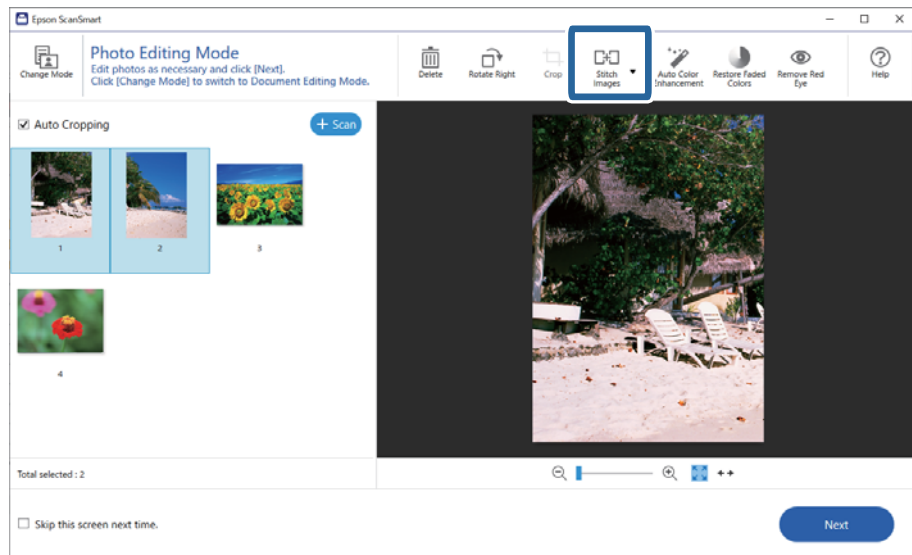 Epson ScanSmart
Change Mode
Photo Editing Mode
Edit photos as necessary and click [Next].
Click [Change Mode] to switch to Document Editing Mode.
Delete
Rotate Right
Crop
Stitch
Images
Auto Color
Enhancement
Restore Faded
Colors
Remove Red
Eye
Help
Auto Cropping
+ Scan
1
2
3
4
Total selected : 2
Skip this screen next time.
Next